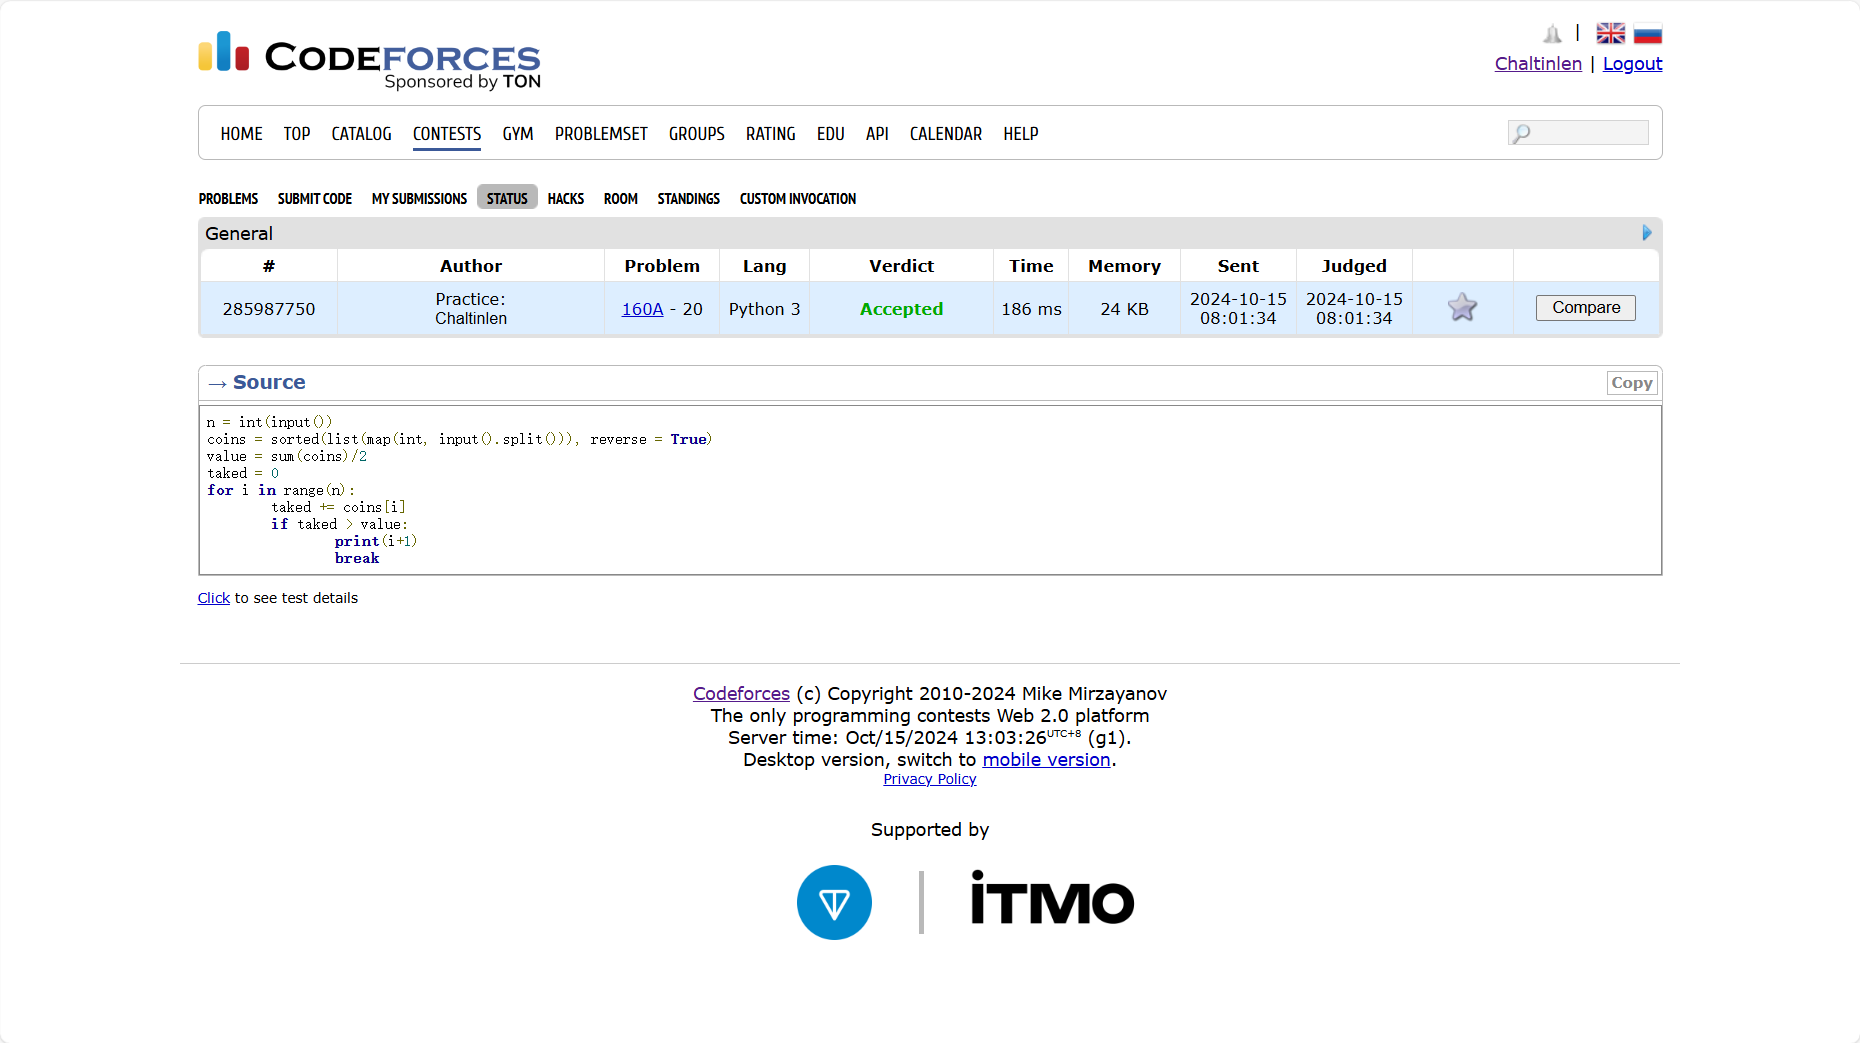 CODEFORCES
Sponsored by TON
|
Chaltinlen | Logout
HOME TOP CATALOG CONTESTS GYM PROBLEMSET GROUPS RATING EDU API CALENDAR HELP
PROBLEMS SUBMIT CODE MY SUBMISSIONS STATUS HACKS ROOM STANDINGS CUSTOM INVOCATION
General
# Author Problem Lang Verdict Time Memory Sent Judged
285987750 Practice: Chaltinlen 160A - 20 Python 3 Accepted 186 ms 24 KB 2024-10-15 08:01:34 2024-10-15 08:01:34 Compare
→ Source Copy
n = int(input())
coins = sorted(list(map(int, input().split())), reverse = True)
value = sum(coins)/2
taked = 0
for i in range(n):
        taked += coins[i]
        if taked > value:
                print(i+1)
                break
Click to see test details
Codeforces (c) Copyright 2010-2024 Mike Mirzayanov
The only programming contests Web 2.0 platform
Server time: Oct/15/2024 13:03:26UTC+8 (g1).
Desktop version, switch to mobile version.
Privacy Policy
Supported by
iTMO